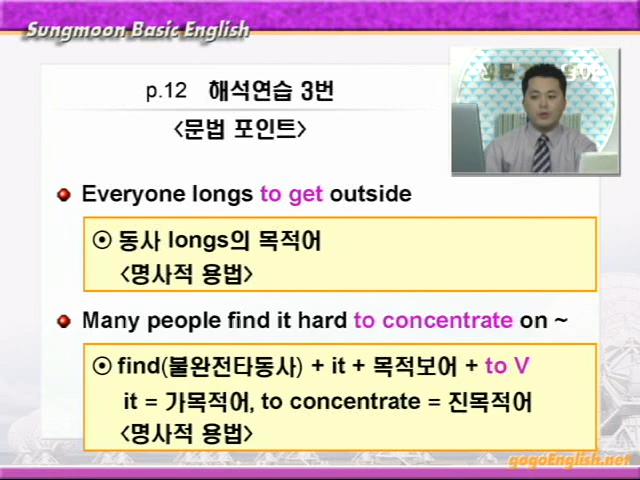 Sungmoon Basic English
p.12 해석연습 3번
<문법 포인트>
Everyone longs to get outside
⊙ 동사 longs의 목적어
<명사적 용법>
Many people find it hard to concentrate on ~
⊙ find(불완전타동사) + it + 목적보어 + to V
it = 가목적어, to concentrate = 진목적어
<명사적 용법>
gogoEnglish.net